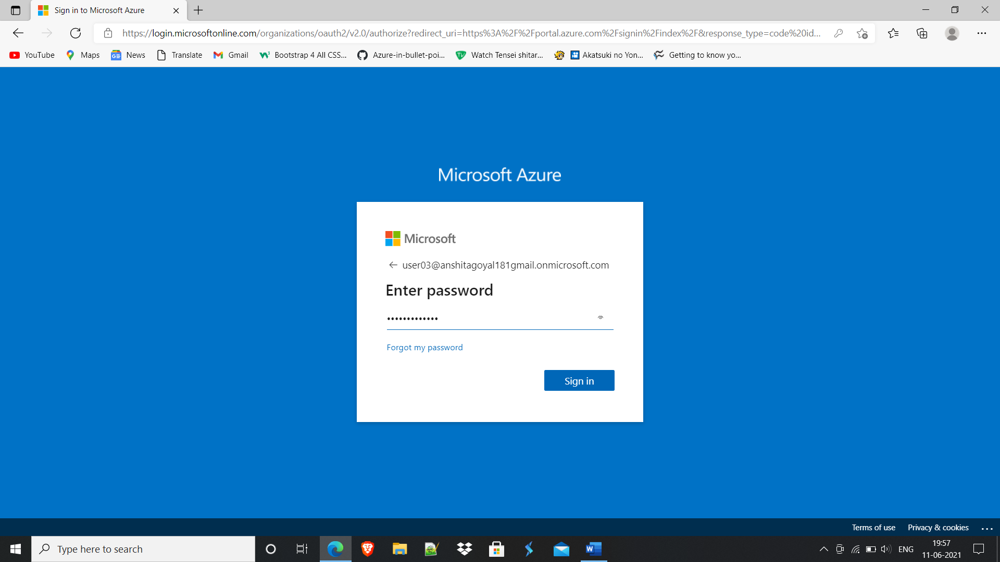 Sign in to Microsoft Azure
https://login.microsoftonline.com/organizations/oauth2/v2.0/authorize?redirect_uri=https%3A%2F%2Fportal.azure.com%2Fsignin%2Findex%2F&response_type=code%20id...
YouTube Maps News Translate Gmail Bootstrap 4 All CSS... Azure-in-bullet-poi... Watch Tensei shitar... Akatsuki no Yon... Getting to know yo...
Microsoft Azure
Microsoft
user03@anshitagoyal181gmail.onmicrosoft.com
Enter password
•••••••••••••
Forgot my password
Sign in
Terms of use Privacy & cookies ...
Type here to search
ENG
19:57
11-06-2021